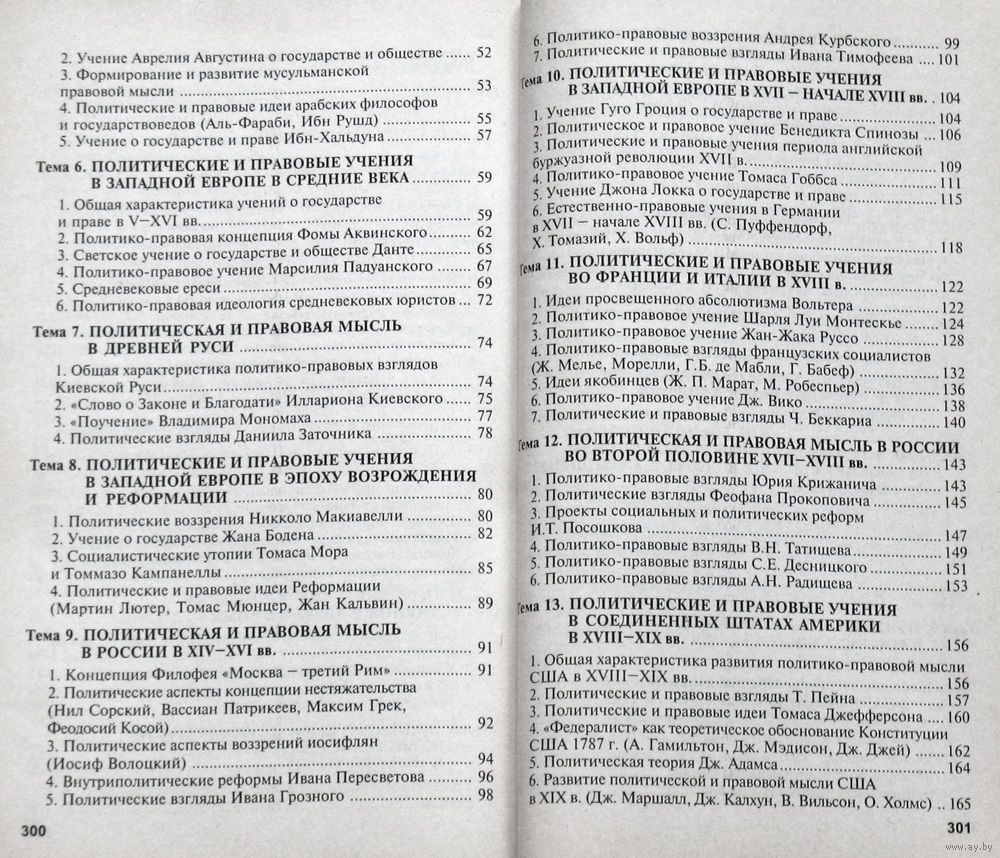 2. Учение Аврелия Августина о государстве и обществе ...... 52
3. Формирование и развитие мусульманской
правовой мысли ...... 53
4. Политические и правовые идеи арабских философов
и государствоведов (Аль-Фараби, Ибн Рушд) ...... 55
5. Учение о государстве и праве Ибн-Хальдуна ...... 57
Тема 6. ПОЛИТИЧЕСКИЕ И ПРАВОВЫЕ УЧЕНИЯ
В ЗАПАДНОЙ ЕВРОПЕ В СРЕДНИЕ ВЕКА ...... 59
1. Общая характеристика учений о государстве
и праве в V–XVI вв. ...... 59
2. Политико-правовая концепция Фомы Аквинского ...... 62
3. Светское учение о государстве и обществе Данте ...... 65
4. Политико-правовое учение Марсилия Падуанского ...... 67
5. Средневековые ереси ...... 69
6. Политико-правовая идеология средневековых юристов ... 72
Тема 7. ПОЛИТИЧЕСКАЯ И ПРАВОВАЯ МЫСЛЬ
В ДРЕВНЕЙ РУСИ ...... 74
1. Общая характеристика политико-правовых взглядов
Киевской Руси ...... 74
2. «Слово о Законе и Благодати» Иллариона Киевского ...... 75
3. «Поучение» Владимира Мономаха ...... 77
4. Политические взгляды Даниила Заточника ...... 78
Тема 8. ПОЛИТИЧЕСКИЕ И ПРАВОВЫЕ УЧЕНИЯ
В ЗАПАДНОЙ ЕВРОПЕ В ЭПОХУ ВОЗРОЖДЕНИЯ
И РЕФОРМАЦИИ ...... 80
1. Политические воззрения Никколо Макиавелли ...... 80
2. Учение о государстве Жана Бодена ...... 82
3. Социалистические утопии Томаса Мора
и Томмазо Кампанеллы ...... 85
4. Политические и правовые идеи Реформации
(Мартин Лютер, Томас Мюнцер, Жан Кальвин) ...... 89
Тема 9. ПОЛИТИЧЕСКАЯ И ПРАВОВАЯ МЫСЛЬ
В РОССИИ В XIV–XVI вв. ...... 91
1. Концепция Филофея «Москва – третий Рим» ...... 91
2. Политические аспекты концепции нестяжательства
(Нил Сорский, Вассиан Патрикеев, Максим Грек,
Феодосий Косой) ...... 92
3. Политические аспекты воззрений иосифлян
(Иосиф Волоцкий) ...... 94
4. Внутриполитические реформы Ивана Пересветова ...... 96
5. Политические взгляды Ивана Грозного ...... 98
300
6. Политико-правовые воззрения Андрея Курбского ...... 99
7. Политические и правовые взгляды Ивана Тимофеева .... 101
Тема 10. ПОЛИТИЧЕСКИЕ И ПРАВОВЫЕ УЧЕНИЯ
В ЗАПАДНОЙ ЕВРОПЕ В XVII – НАЧАЛЕ XVIII вв. . 104
1. Учение Гуго Гроция о государстве и праве ...... 104
2. Политическое и правовое учение Бенедикта Спинозы ... 106
3. Политические и правовые учения периода английской
буржуазной революции XVII в. ...... 109
4. Политико-правовое учение Томаса Гоббса ...... 111
5. Учение Джона Локка о государстве и праве ...... 115
6. Естественно-правовые учения в Германии
в XVII – начале XVIII вв. (С. Пуффендорф,
Х. Томазий, Х. Вольф) ...... 118
Тема 11. ПОЛИТИЧЕСКИЕ И ПРАВОВЫЕ УЧЕНИЯ
ВО ФРАНЦИИ И ИТАЛИИ В XVIII в. ...... 122
1. Идеи просвещенного абсолютизма Вольтера ...... 122
2. Политико-правовое учение Шарля Луи Монтескье ...... 124
3. Политико-правовое учение Жан-Жака Руссо ...... 128
4. Политико-правовые взгляды французских социалистов
(Ж. Мелье, Морелли, Г.Б. де Мабли, Г. Бабеф) ...... 132
5. Идеи якобинцев (Ж. П. Марат, М. Робеспьер) ...... 136
6. Политико-правовое учение Дж. Вико ...... 138
7. Политические и правовые взгляды Ч. Беккариа ...... 140
Тема 12. ПОЛИТИЧЕСКАЯ И ПРАВОВАЯ МЫСЛЬ В РОССИИ
ВО ВТОРОЙ ПОЛОВИНЕ XVII–XVIII вв. ...... 143
1. Политико-правовые взгляды Юрия Крижанича ...... 143
2. Политические взгляды Феофана Прокоповича ...... 145
3. Проекты социальных и политических реформ
И.Т. Посошкова ...... 147
4. Политико-правовые взгляды В.Н. Татищева ...... 149
5. Политико-правовые взгляды С.Е. Десницкого ...... 151
6. Политико-правовые взгляды А.Н. Радищева ...... 153
Тема 13. ПОЛИТИЧЕСКИЕ И ПРАВОВЫЕ УЧЕНИЯ
В СОЕДИНЕННЫХ ШТАТАХ АМЕРИКИ
В XVIII–XIX вв. ...... 156
1. Общая характеристика развития политико-правовой мысли
США в XVIII–XIX вв. ...... 156
2. Политические и правовые взгляды Т. Пейна ...... 157
3. Политические и правовые идеи Томаса Джефферсона .... 160
4. «Федералист» как теоретическое обоснование Конституции
США 1787 г. (А. Гамильтон, Дж. Мэдисон, Дж. Джей) ...... 162
5. Политическая теория Дж. Адамса ...... 164
6. Развитие политической и правовой мысли США
в XIX в. (Дж. Маршалл, Дж. Калхун, В. Вильсон, О. Холмс) .. 165
301
www.ay.by